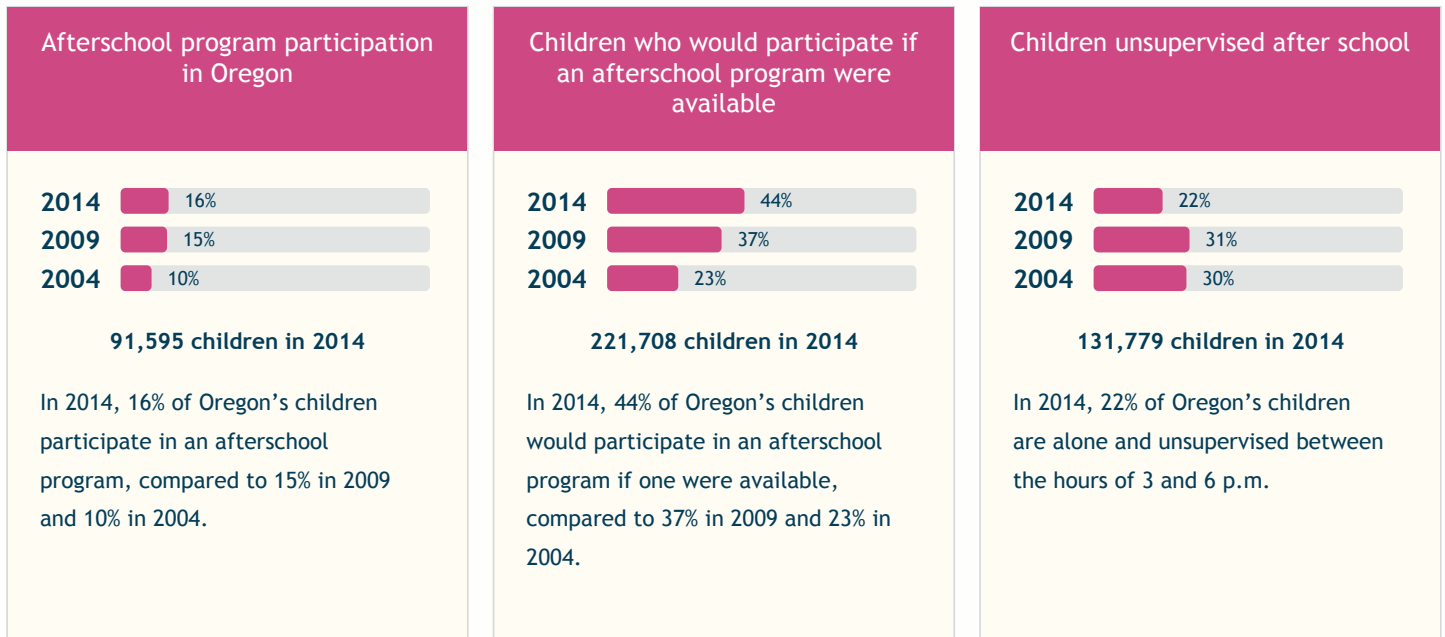 Afterschool program participation
in Oregon
2014 16%
2009 15%
2004 10%
91,595 children in 2014
In 2014, 16% of Oregon’s children
participate in an afterschool
program, compared to 15% in 2009
and 10% in 2004.
Children who would participate if
an afterschool program were
available
2014 44%
2009 37%
2004 23%
221,708 children in 2014
In 2014, 44% of Oregon’s children
would participate in an afterschool
program if one were available,
compared to 37% in 2009 and 23% in
2004.
Children unsupervised after school
2014 22%
2009 31%
2004 30%
131,779 children in 2014
In 2014, 22% of Oregon’s children
are alone and unsupervised between
the hours of 3 and 6 p.m.